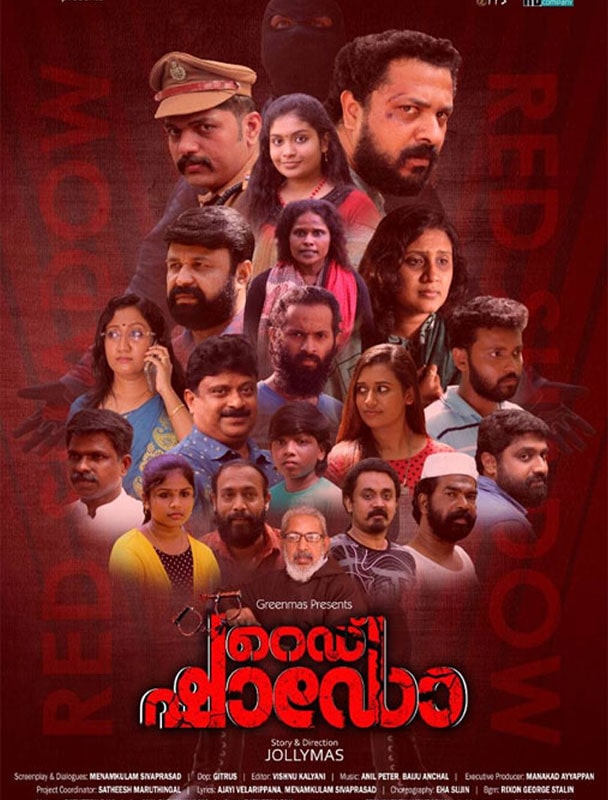 RED SHADOW
RED SHADOW
Greenmas Presents
റെഡ്
ഷാഡോ
Story & Direction
JOLLYMAS
Screenplay & Dialogues: MENAMKULAM SIVAPRASAD | Dop: GITRUS | Editor: VISHNU KALYANI | Music: ANIL PETER, BAIJU ANCHAL | Executive Producer: MANAKAD AYYAPPAN
Project Coordinator: SATHEESH MARUTHINGAL | Lyrics: AJAYI VELARIPPANA, MENAMKULAM SIVAPRASAD | Choreography: EHA SUJIN | Bgm: RIXON GEORGE STALIN